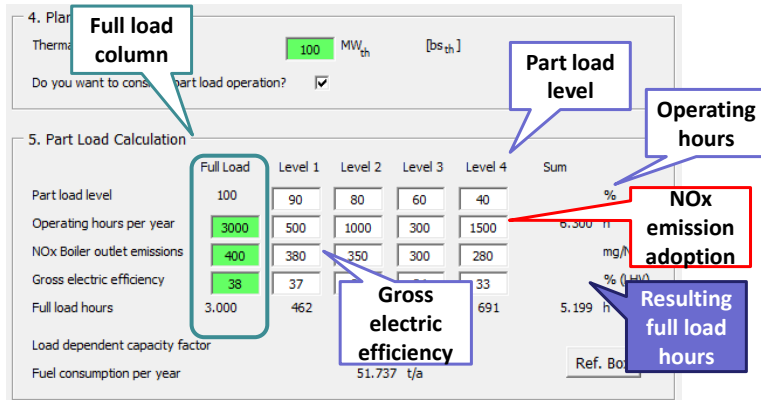 4. Plan
Full load
column
Therma
100 MWth [bsth]
Do you want to cons part load operation?
Part load
level
Operating
hours
5. Part Load Calculation
Full Load Level 1 Level 2 Level 3 Level 4 Sum
Part load level 100 90 80 60 40 %
Operating hours per year 3000 500 1000 300 1500 6.300 h
NOx Boiler outlet emissions 400 380 350 300 280 mg/N
Gross electric efficiency 38 37 33 % (LHV)
Full load hours 3.000 462 691 5.199 h
NOx
emission
adoption
Gross
electric
efficiency
Resulting
full load
hours
Load dependent capacity factor
Fuel consumption per year 51.737 t/a
Ref. Box